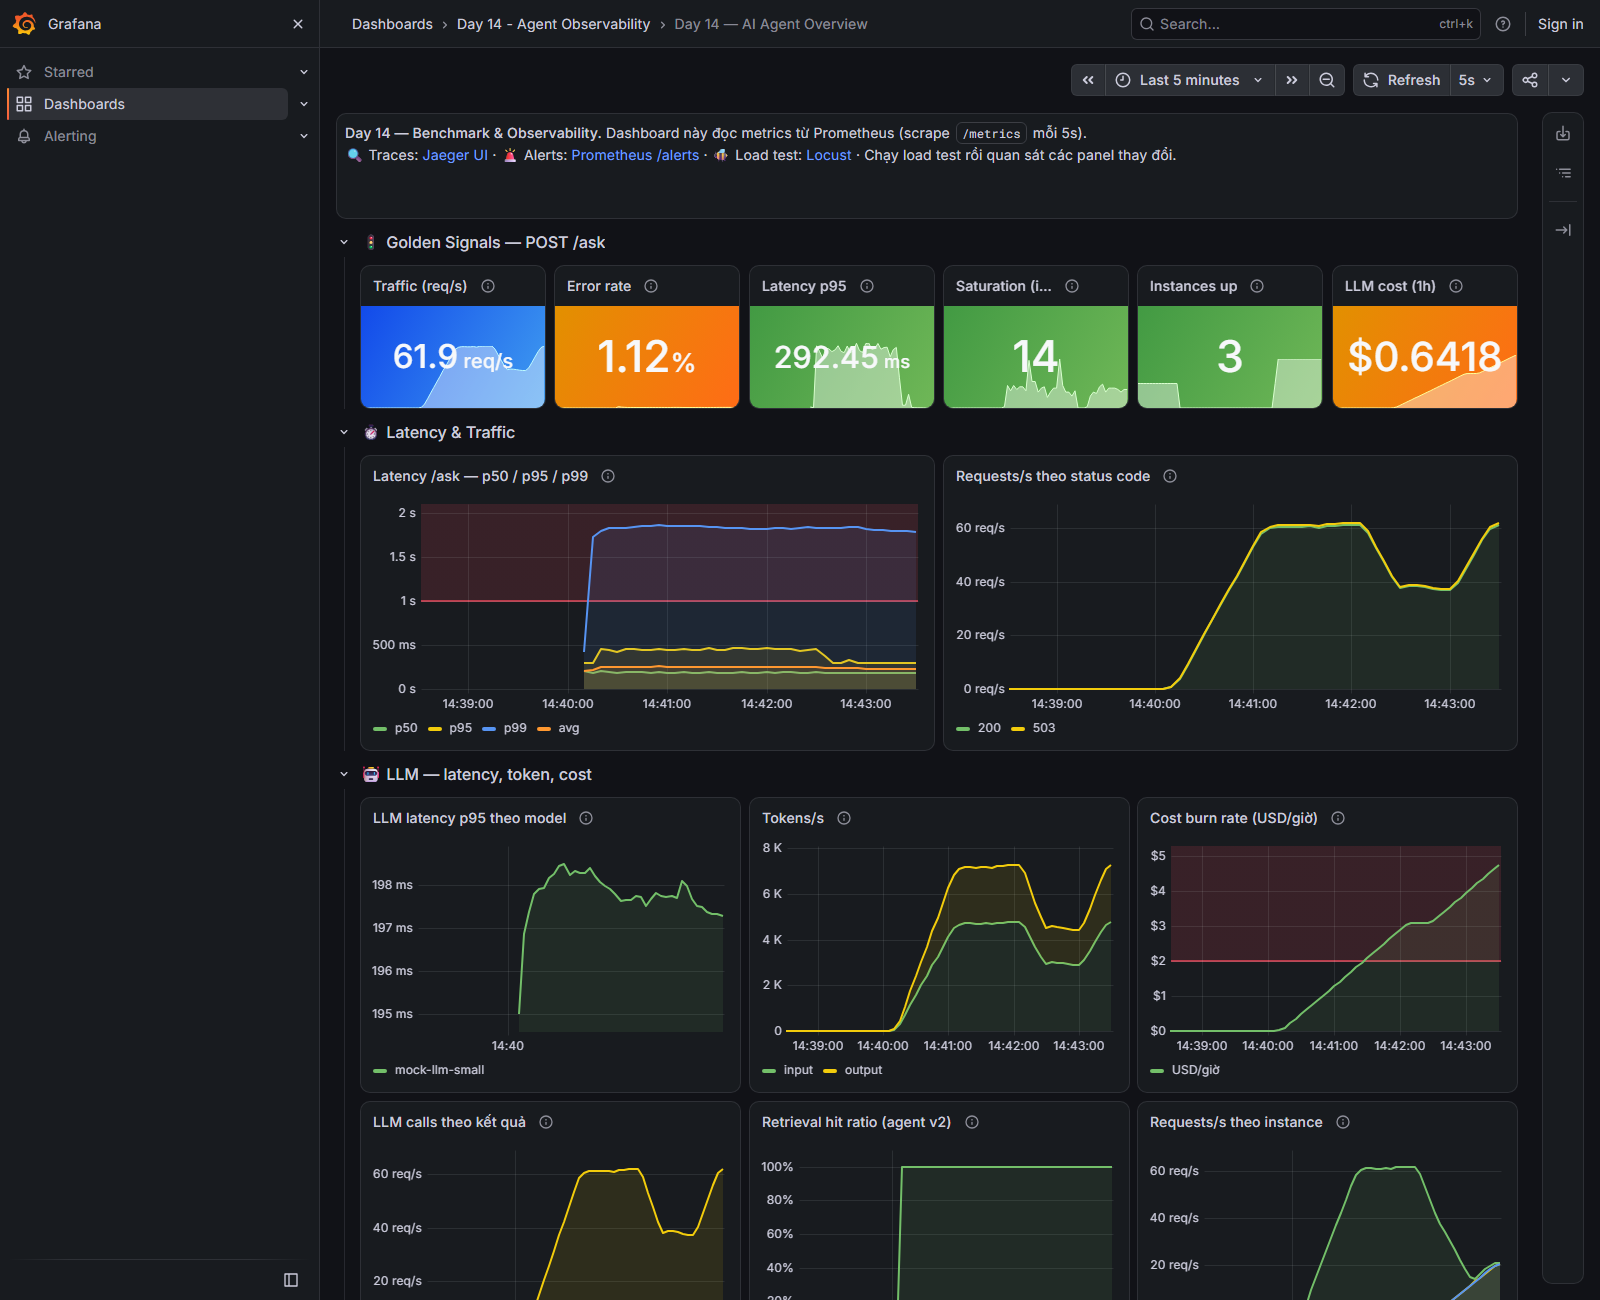 Grafana
Dashboards › Day 14 - Agent Observability › Day 14 — AI Agent Overview
Search...
ctrl+k
Sign in
Starred
Dashboards
Alerting
Last 5 minutes
Refresh
5s
Day 14 — Benchmark & Observability. Dashboard này đọc metrics từ Prometheus (scrape /metrics mỗi 5s).
Traces: Jaeger UI · Alerts: Prometheus /alerts · Load test: Locust · Chạy load test rồi quan sát các panel thay đổi.
Golden Signals — POST /ask
Traffic (req/s)
61.9 req/s
Error rate
1.12%
Latency p95
292.45 ms
Saturation (i...
14
Instances up
3
LLM cost (1h)
$0.6418
Latency & Traffic
Latency /ask — p50 / p95 / p99
2 s
1.5 s
1 s
500 ms
0 s
14:39:00 14:40:00 14:41:00 14:42:00 14:43:00
p50 p95 p99 avg
Requests/s theo status code
60 req/s
40 req/s
20 req/s
0 req/s
14:39:00 14:40:00 14:41:00 14:42:00 14:43:00
200 503
LLM — latency, token, cost
LLM latency p95 theo model
198 ms
197 ms
196 ms
195 ms
14:40
mock-llm-small
Tokens/s
8 K
6 K
4 K
2 K
0
14:39:00 14:40:00 14:41:00 14:42:00 14:43:00
input output
Cost burn rate (USD/giờ)
$5
$4
$3
$2
$1
$0
14:39:00 14:40:00 14:41:00 14:42:00 14:43:00
USD/giờ
LLM calls theo kết quả
60 req/s
40 req/s
20 req/s
Retrieval hit ratio (agent v2)
100%
80%
60%
40%
20%
Requests/s theo instance
60 req/s
40 req/s
20 req/s